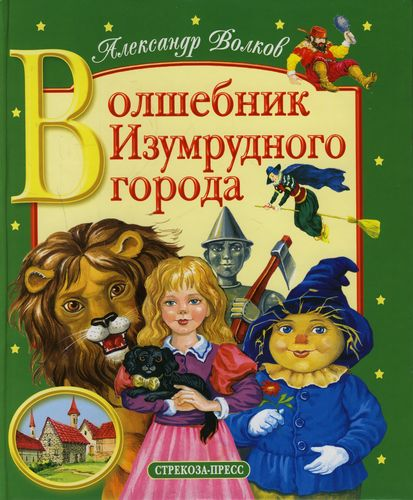 Александр Волков
Волшебник
Изумрудного
города
СТРЕКОЗА-ПРЕСС